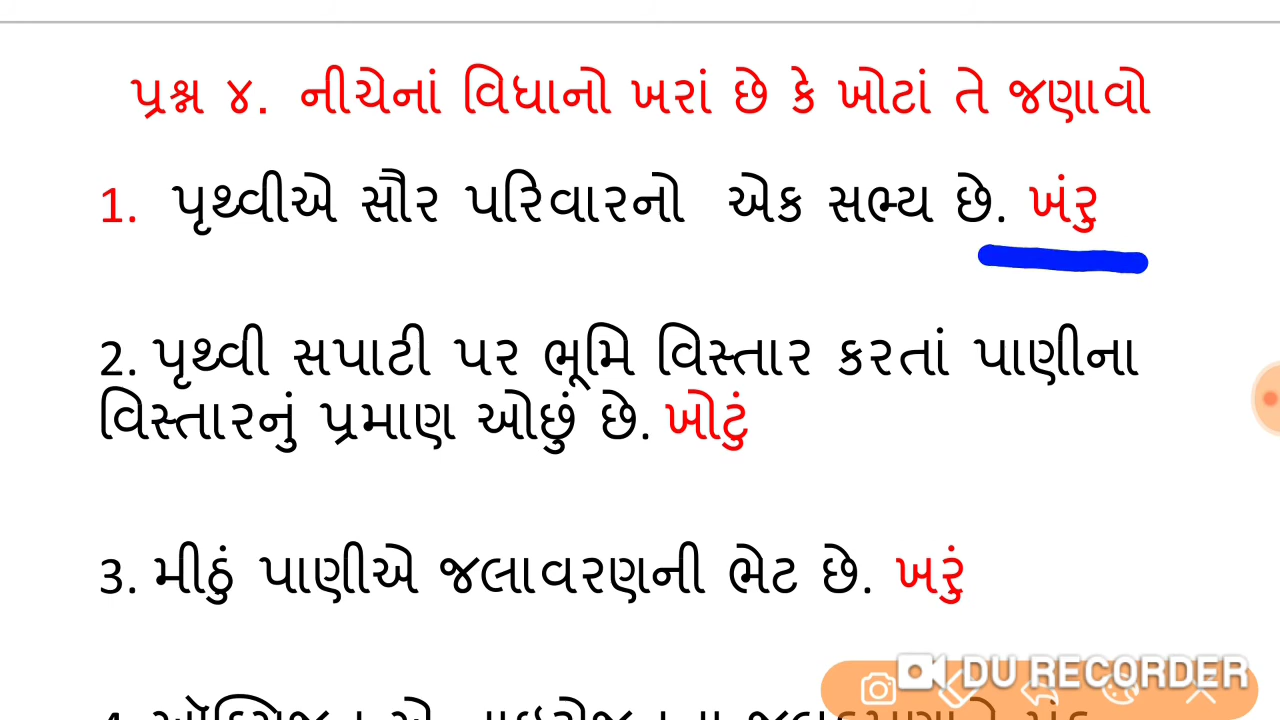 પ્રશ્ન ૪. નીચેનાં વિધાનો ખરાં છે કે ખોટાં તે જણાવો
1. પૃથ્વીએ સૌર પરિવારનો એક સભ્ય છે. ખંરુ
2. પૃથ્વી સપાટી પર ભૂમિ વિસ્તાર કરતાં પાણીના
વિસ્તારનું પ્રમાણ ઓછું છે. ખોટું
3. મીઠું પાણીએ જલાવરણની ભેટ છે. ખરું
DU RECORDER